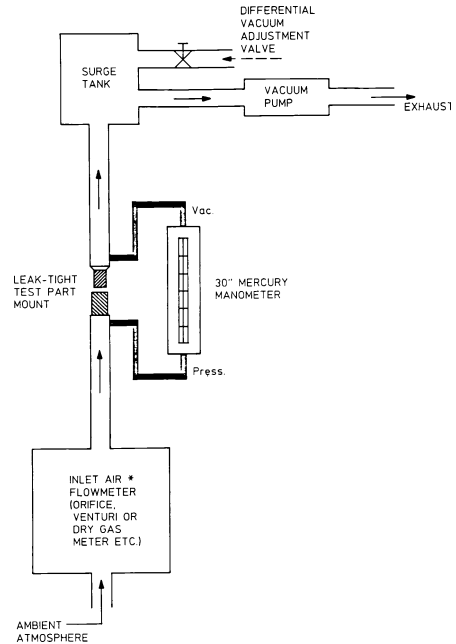 DIFFERENTIAL
VACUUM
ADJUSTMENT
VALVE
SURGE
TANK
VACUUM
PUMP
EXHAUST
Vac.
LEAK-TIGHT
TEST PART
MOUNT
30" MERCURY
MANOMETER
Press.
INLET AIR *
FLOWMETER
(ORIFICE,
VENTURI OR
DRY GAS
METER ETC.)
AMBIENT
ATMOSPHERE